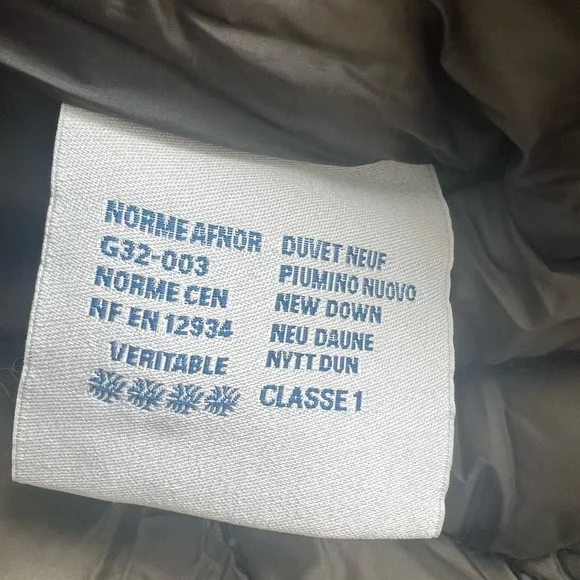 NORME AFNOR
G32-003
NORME CEN
NF EN 12934
VERITABLE
DUVET NEUF
PIUMINO NUOVO
NEW DOWN
NEU DAUNE
NYTT DUN
CLASSE 1